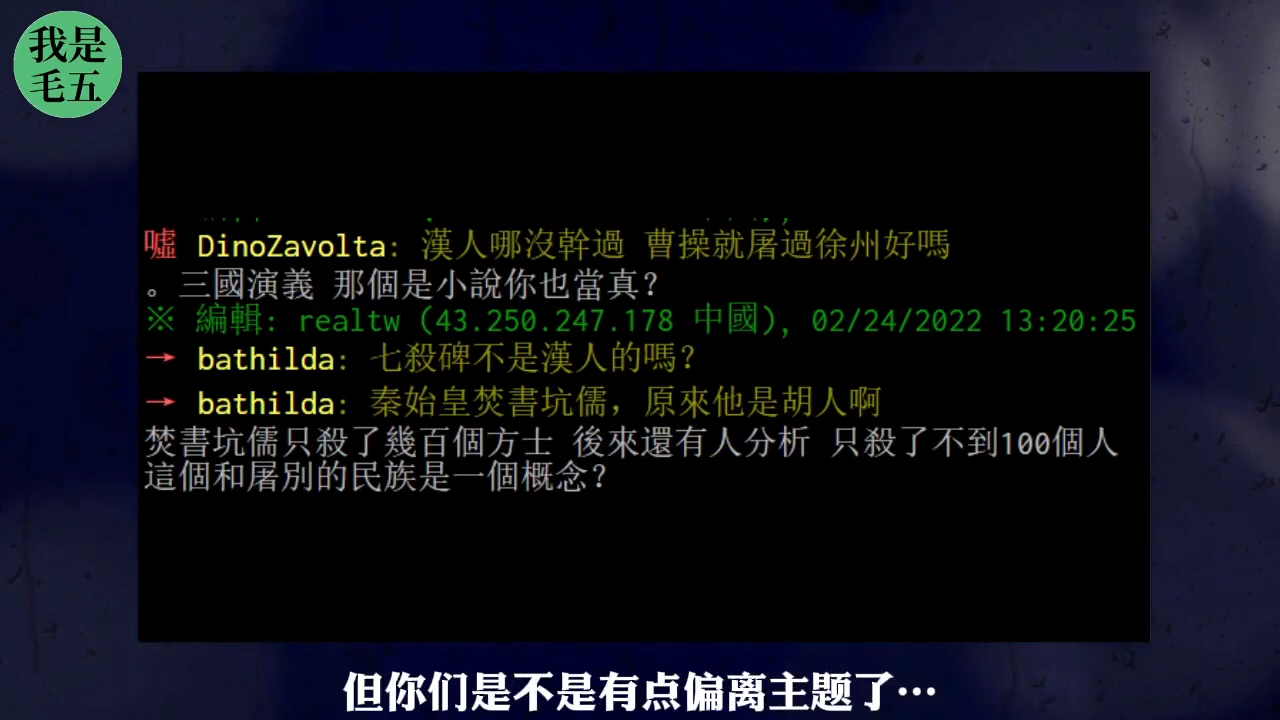 我是
毛五
噓 DinoZavolta: 漢人哪沒幹過 曹操就屠過徐州好嗎
。三國演義 那個是小說你也當真?
※ 編輯: realtw (43.250.247.178 中國), 02/24/2022 13:20:25
→ bathilda: 七殺碑不是漢人的嗎?
→ bathilda: 秦始皇焚書坑儒, 原來他是胡人啊
焚書坑儒只殺了幾百個方士 後來還有人分析 只殺了不到100個人
這個和屠別的民族是一個概念?
但你们是不是有点偏离主题了…